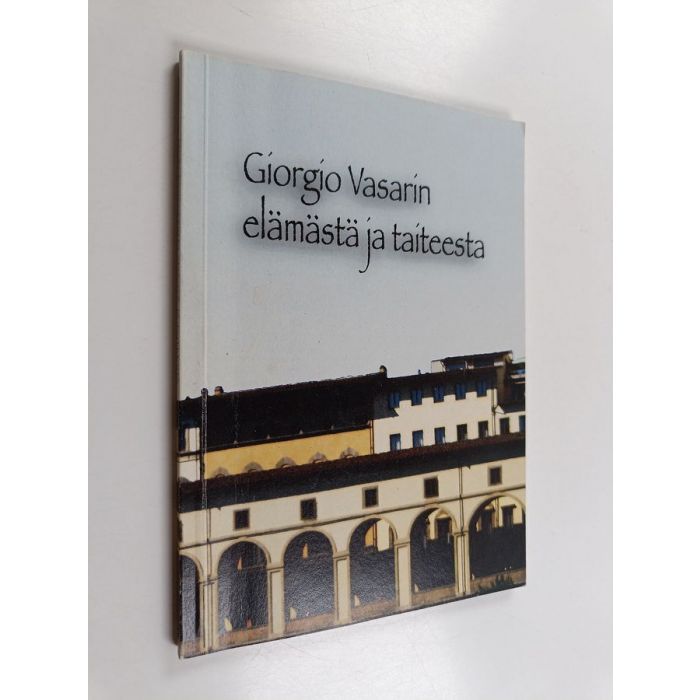 Giorgio Vasarin
elämästä ja taiteesta